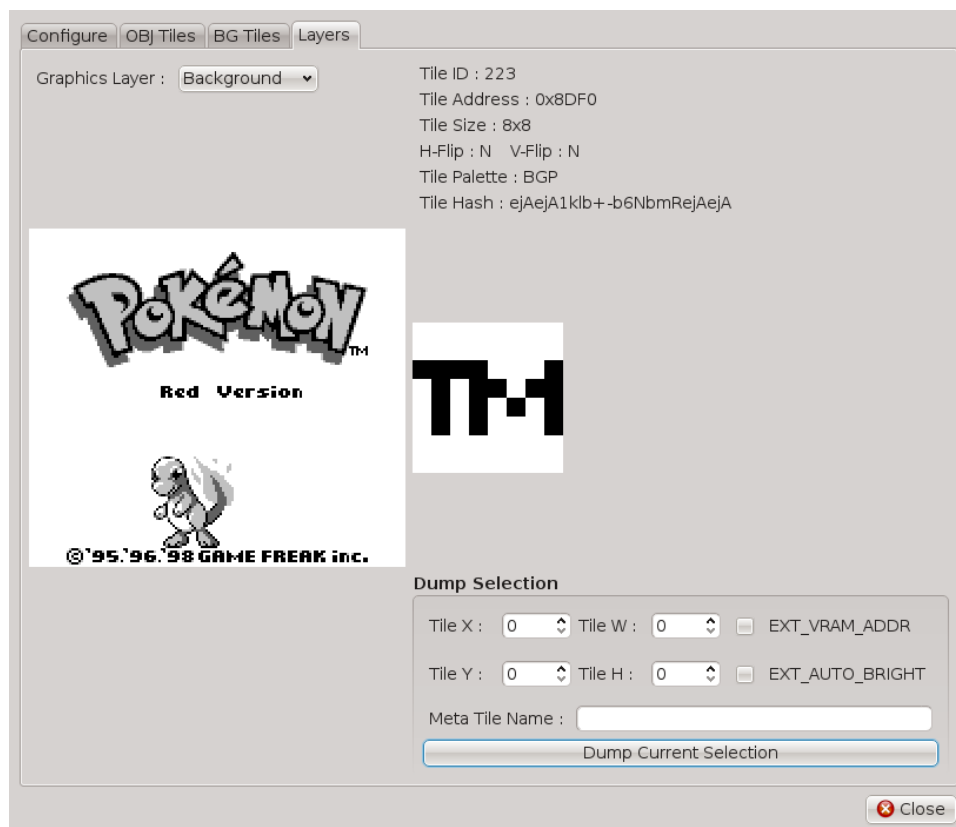 Configure OBJ Tiles BG Tiles Layers
Graphics Layer : Background
Tile ID : 223
Tile Address : 0x8DF0
Tile Size : 8x8
H-Flip : N V-Flip : N
Tile Palette : BGP
Tile Hash : ejAejA1klb+-b6NbmRejAejA
POKéMON
TM
Red Version
©'95.'96.'98 GAME FREAK inc.
TM
Dump Selection
Tile X : 0 Tile W : 0 EXT_VRAM_ADDR
Tile Y : 0 Tile H : 0 EXT_AUTO_BRIGHT
Meta Tile Name :
Dump Current Selection
Close